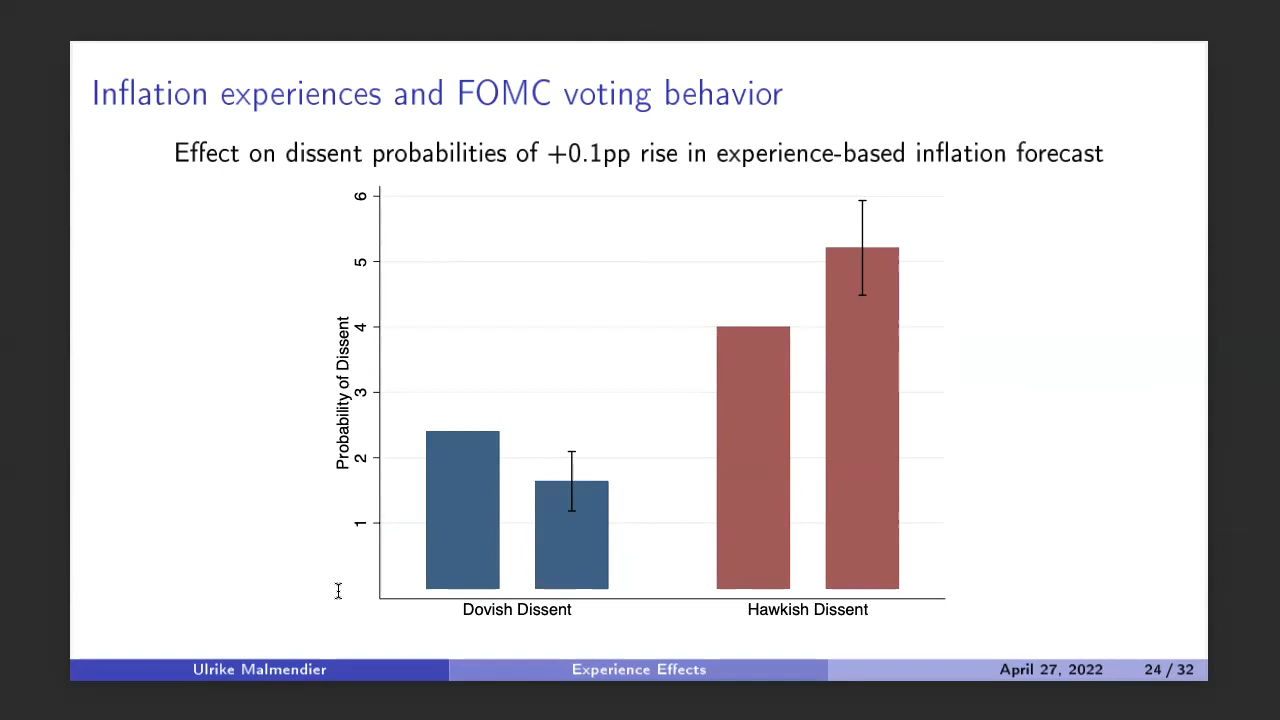 Inflation experiences and FOMC voting behavior
Effect on dissent probabilities of +0.1pp rise in experience-based inflation forecast
Probability of Dissent
6
5
4
3
2
1
Dovish Dissent
Hawkish Dissent
Ulrike Malmendier
Experience Effects
April 27, 2022
24 / 32